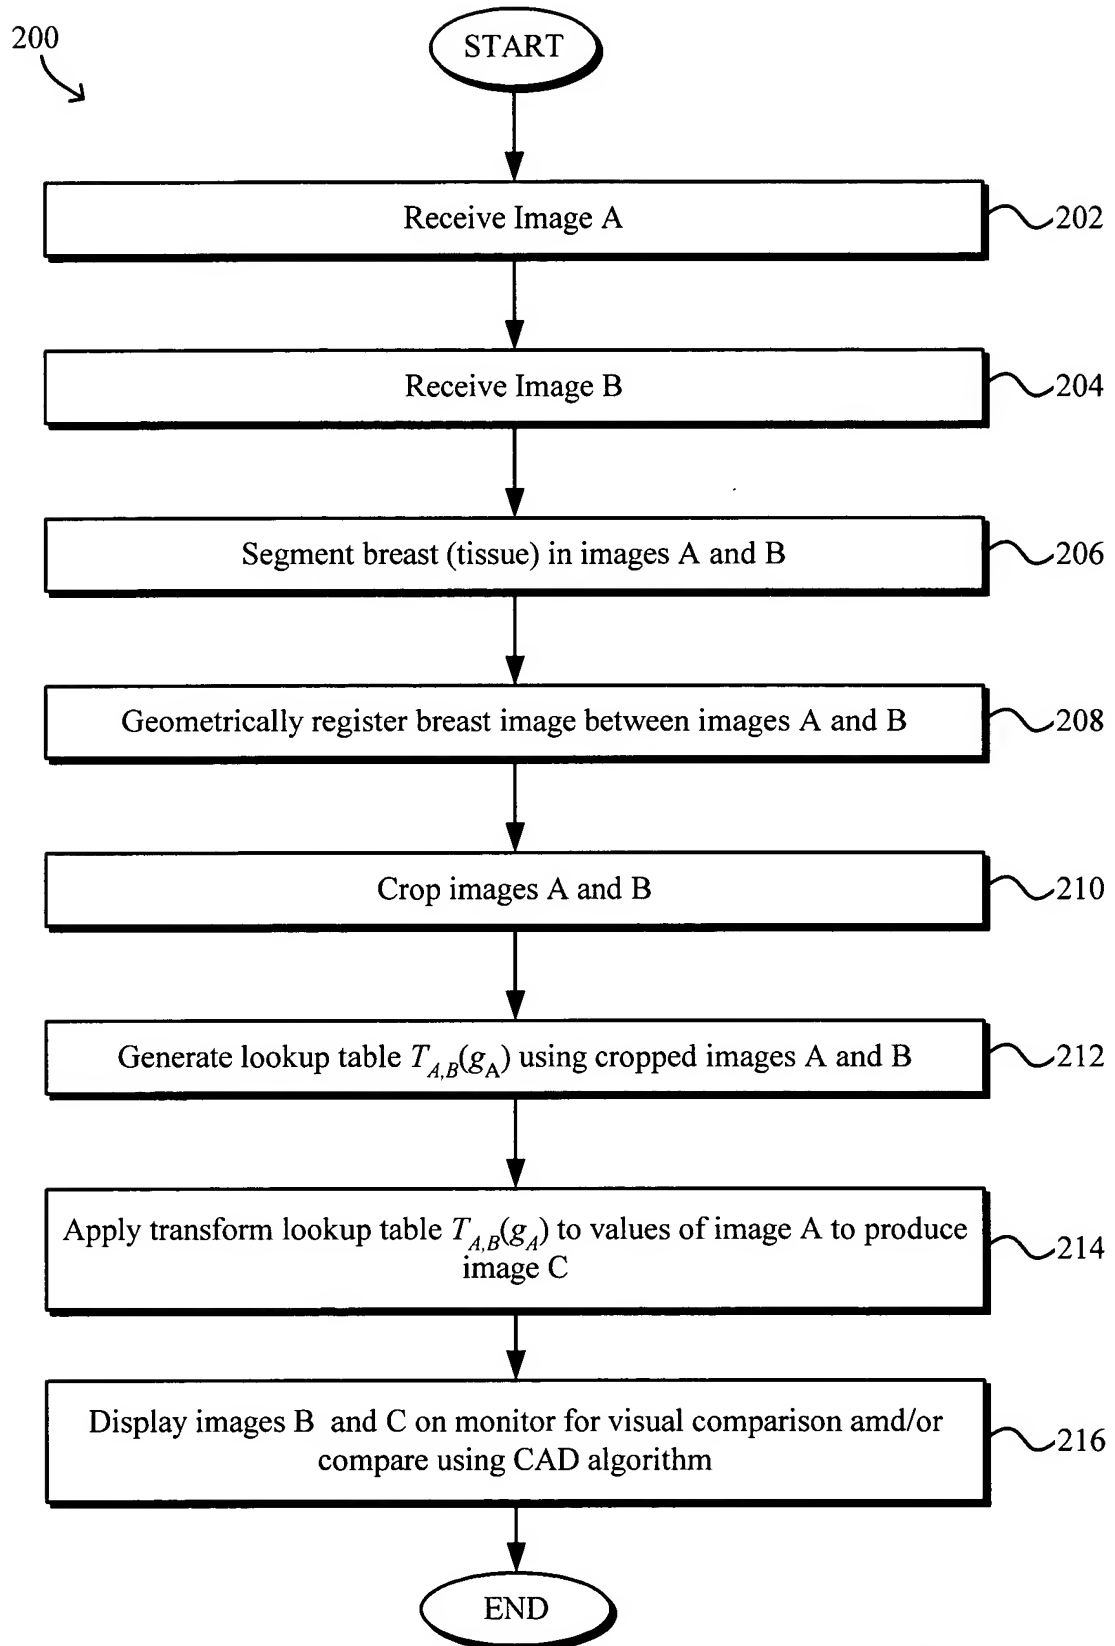 200
START
Receive Image A
202
Receive Image B
204
Segment breast (tissue) in images A and B
206
Geometrically register breast image between images A and B
208
Crop images A and B
210
Generate lookup table T_{A,B}(g_A) using cropped images A and B
212
Apply transform lookup table T_{A,B}(g_A) to values of image A to produce
image C
214
Display images B and C on monitor for visual comparison amd/or
compare using CAD algorithm
216
END